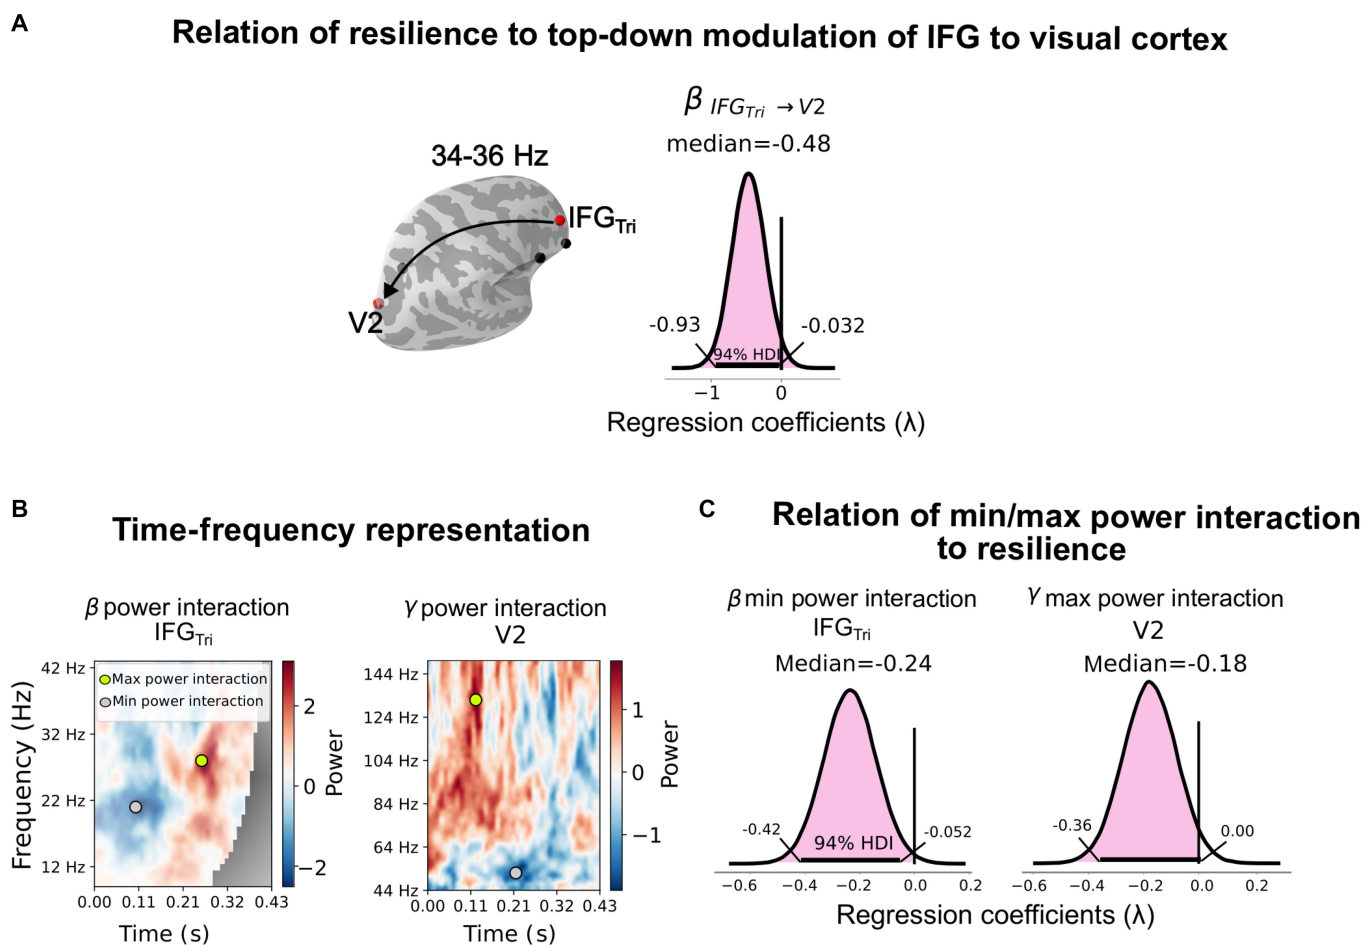 A
Relation of resilience to top-down modulation of IFG to visual cortex
β IFG_Tri → V2
median=-0.48
34-36 Hz
IFG_Tri
V2
-0.93
-0.032
94% HDI
−1 0
Regression coefficients (λ)
B
Time-frequency representation
β power interaction
IFG_Tri
γ power interaction
V2
Frequency (Hz)
42 Hz
32 Hz
22 Hz
12 Hz
Max power interaction
Min power interaction
0.00 0.11 0.21 0.32 0.43
Time (s)
2
0
−2
Power
144 Hz
124 Hz
104 Hz
84 Hz
64 Hz
44 Hz
0.00 0.11 0.21 0.32 0.43
Time (s)
1
0
−1
Power
C
Relation of min/max power interaction
to resilience
β min power interaction
IFG_Tri
Median=-0.24
-0.42
-0.052
94% HDI
−0.6 −0.4 −0.2 0.0 0.2
γ max power interaction
V2
Median=-0.18
-0.36
0.00
−0.6 −0.4 −0.2 0.0 0.2
Regression coefficients (λ)